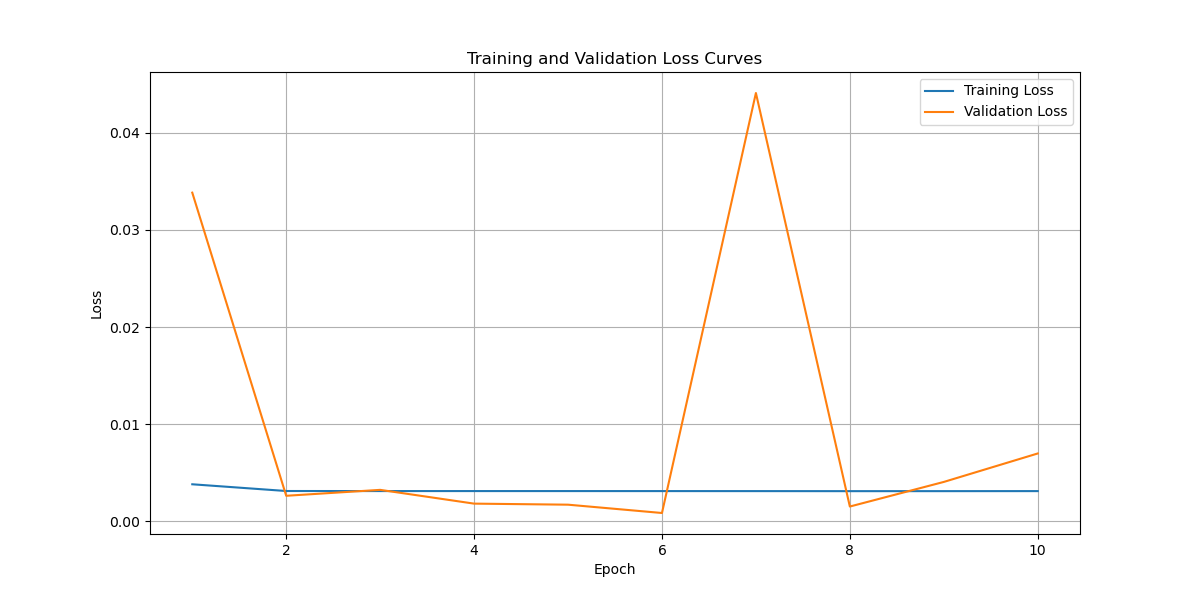 Training and Validation Loss Curves
Training Loss
Validation Loss
0.04
0.03
0.02
0.01
0.00
Loss
2
4
6
8
10
Epoch